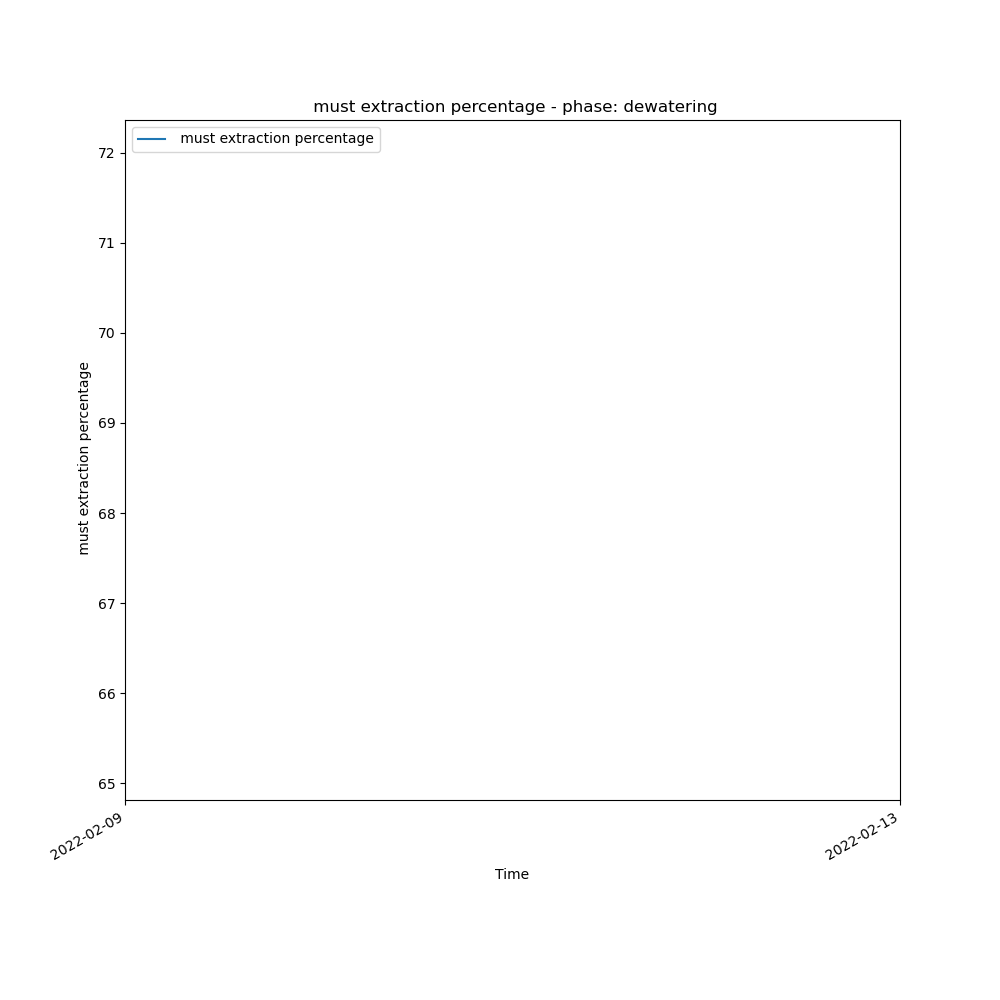 must extraction percentage - phase: dewatering
must extraction percentage
72
71
70
69
68
67
66
65
must extraction percentage
2022-02-09
2022-02-13
Time